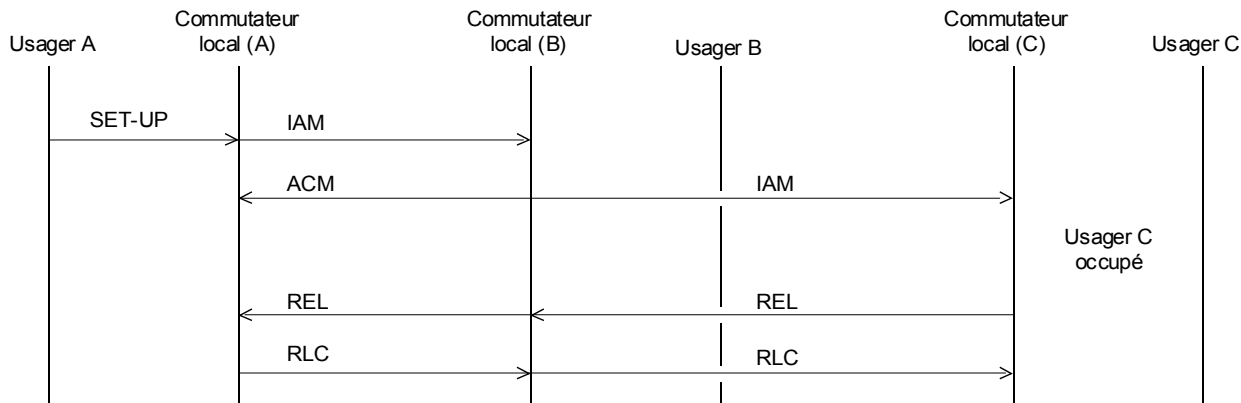 Usager A
Commutateur
local (A)
Commutateur
local (B)
Usager B
Commutateur
local (C)
Usager C
SET-UP
IAM
ACM
IAM
Usager C
occupé
REL
REL
RLC
RLC